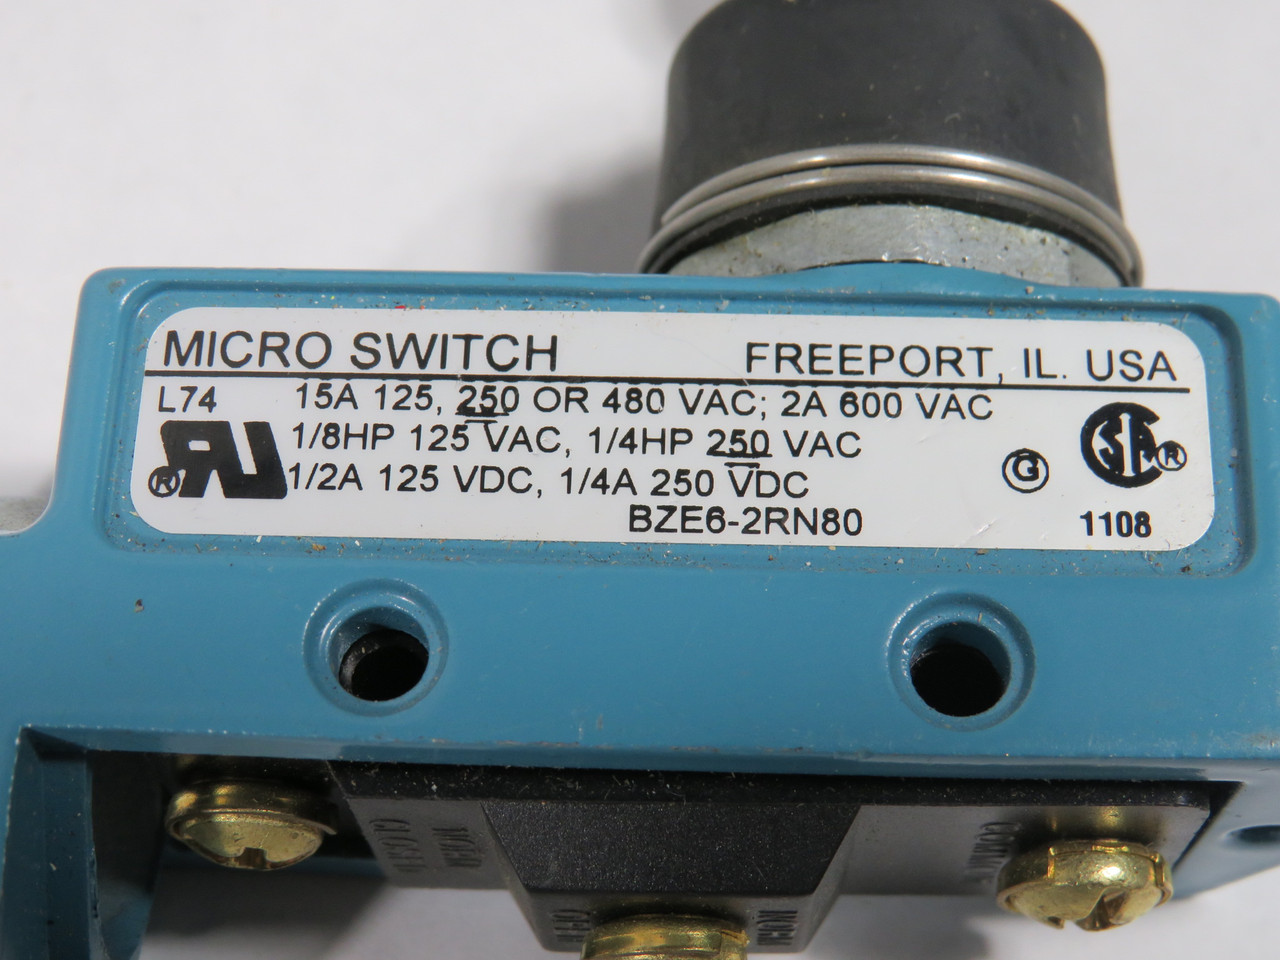 MICRO SWITCH FREEPORT, IL. USA
L74 15A 125, 250 OR 480 VAC; 2A 600 VAC
1/8HP 125 VAC, 1/4HP 250 VAC
1/2A 125 VDC, 1/4A 250 VDC
BZE6-2RN80
1108